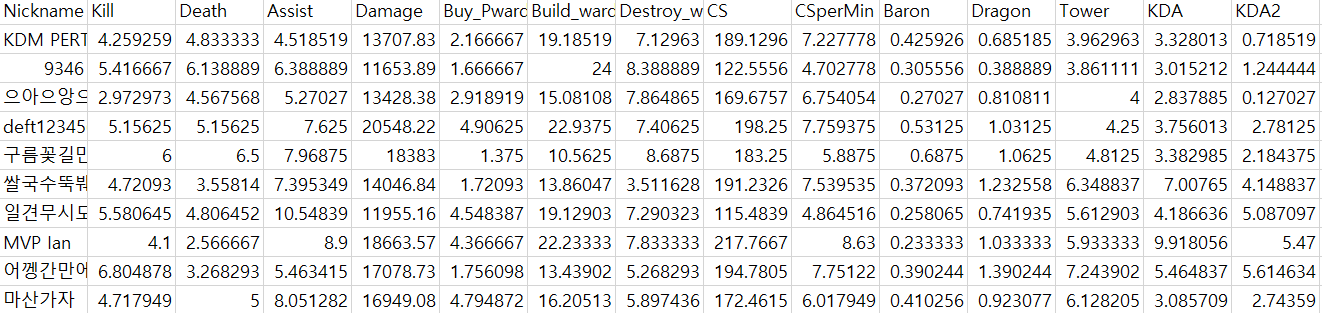 Nickname Kill Death Assist Damage Buy_Pward Build_ward Destroy_w CS CSperMin Baron Dragon Tower KDA KDA2
KDM PERT 4.259259 4.833333 4.518519 13707.83 2.166667 19.18519 7.12963 189.1296 7.227778 0.425926 0.685185 3.962963 3.328013 0.718519
9346 5.416667 6.138889 6.388889 11653.89 1.666667 24 8.388889 122.5556 4.702778 0.305556 0.388889 3.861111 3.015212 1.244444
으아으앙으 2.972973 4.567568 5.27027 13428.38 2.918919 15.08108 7.864865 169.6757 6.754054 0.27027 0.810811 4 2.837885 0.127027
deft12345 5.15625 5.15625 7.625 20548.22 4.90625 22.9375 7.40625 198.25 7.759375 0.53125 1.03125 4.25 3.756013 2.78125
구름꽃길만 6 6.5 7.96875 18383 1.375 10.5625 8.6875 183.25 5.8875 0.6875 1.0625 4.8125 3.382985 2.184375
쌀국수뚝배 4.72093 3.55814 7.395349 14046.84 1.72093 13.86047 3.511628 191.2326 7.539535 0.372093 1.232558 6.348837 7.00765 4.148837
일견무시도 5.580645 4.806452 10.54839 11955.16 4.548387 19.12903 7.290323 115.4839 4.864516 0.258065 0.741935 5.612903 4.186636 5.087097
MVP Ian 4.1 2.566667 8.9 18663.57 4.366667 22.23333 7.833333 217.7667 8.63 0.233333 1.033333 5.933333 9.918056 5.47
어껭간만에 6.804878 3.268293 5.463415 17078.73 1.756098 13.43902 5.268293 194.7805 7.75122 0.390244 1.390244 7.243902 5.464837 5.614634
마산가자 4.717949 5 8.051282 16949.08 4.794872 16.20513 5.897436 172.4615 6.017949 0.410256 0.923077 6.128205 3.085709 2.74359